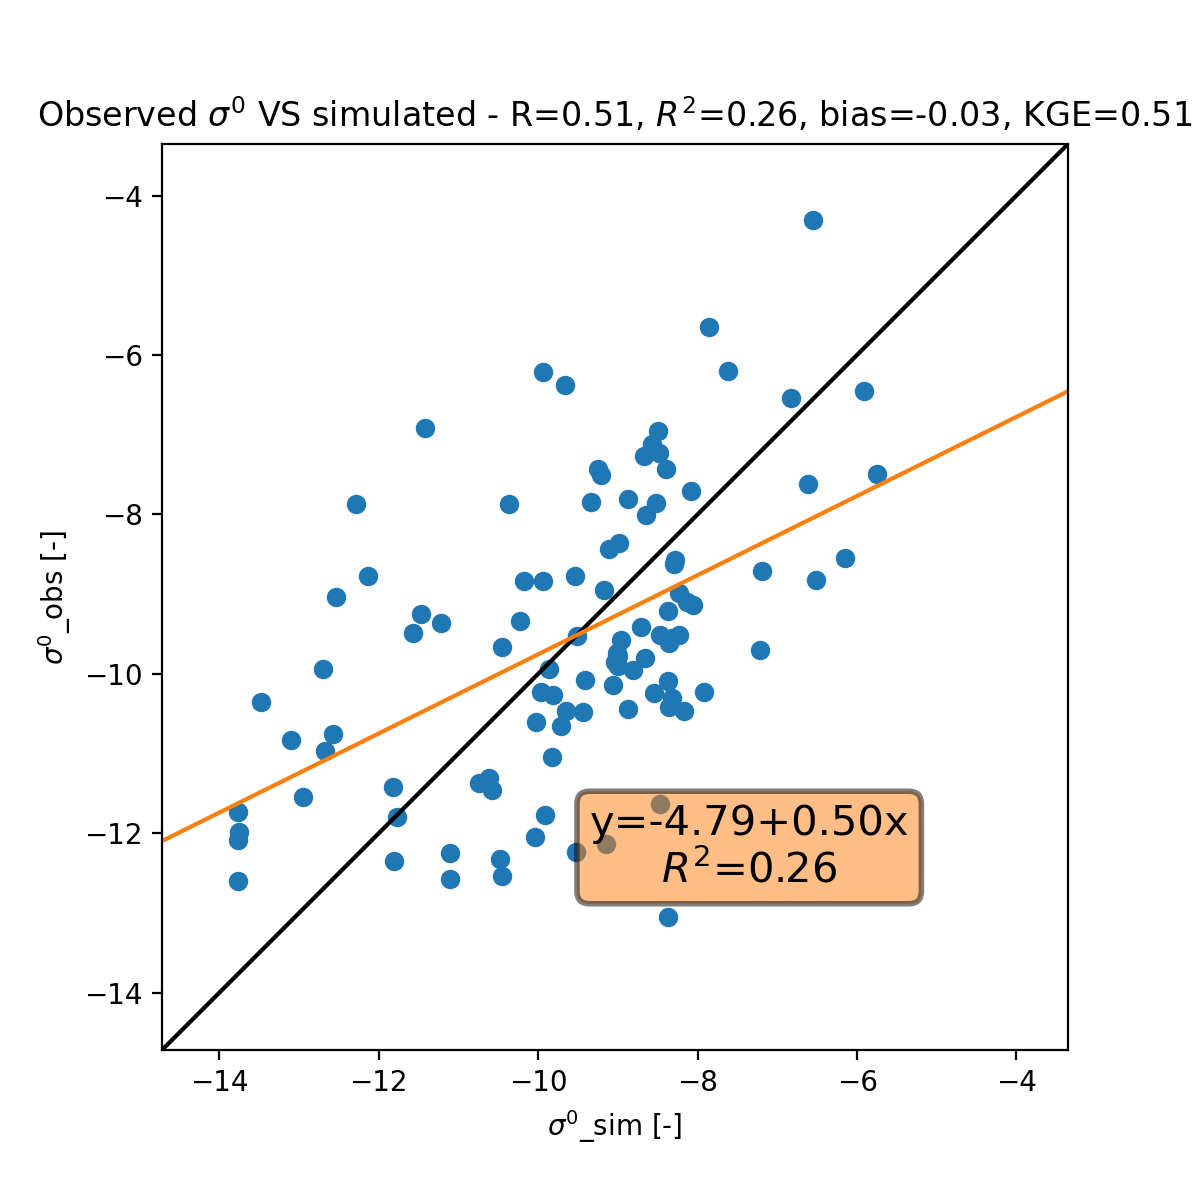 Observed σ⁰ VS simulated - R=0.51, R²=0.26, bias=-0.03, KGE=0.51
−4
−6
−8
−10
−12
−14
σ⁰_obs [-]
y=-4.79+0.50x
R²=0.26
−14
−12
−10
−8
−6
−4
σ⁰_sim [-]